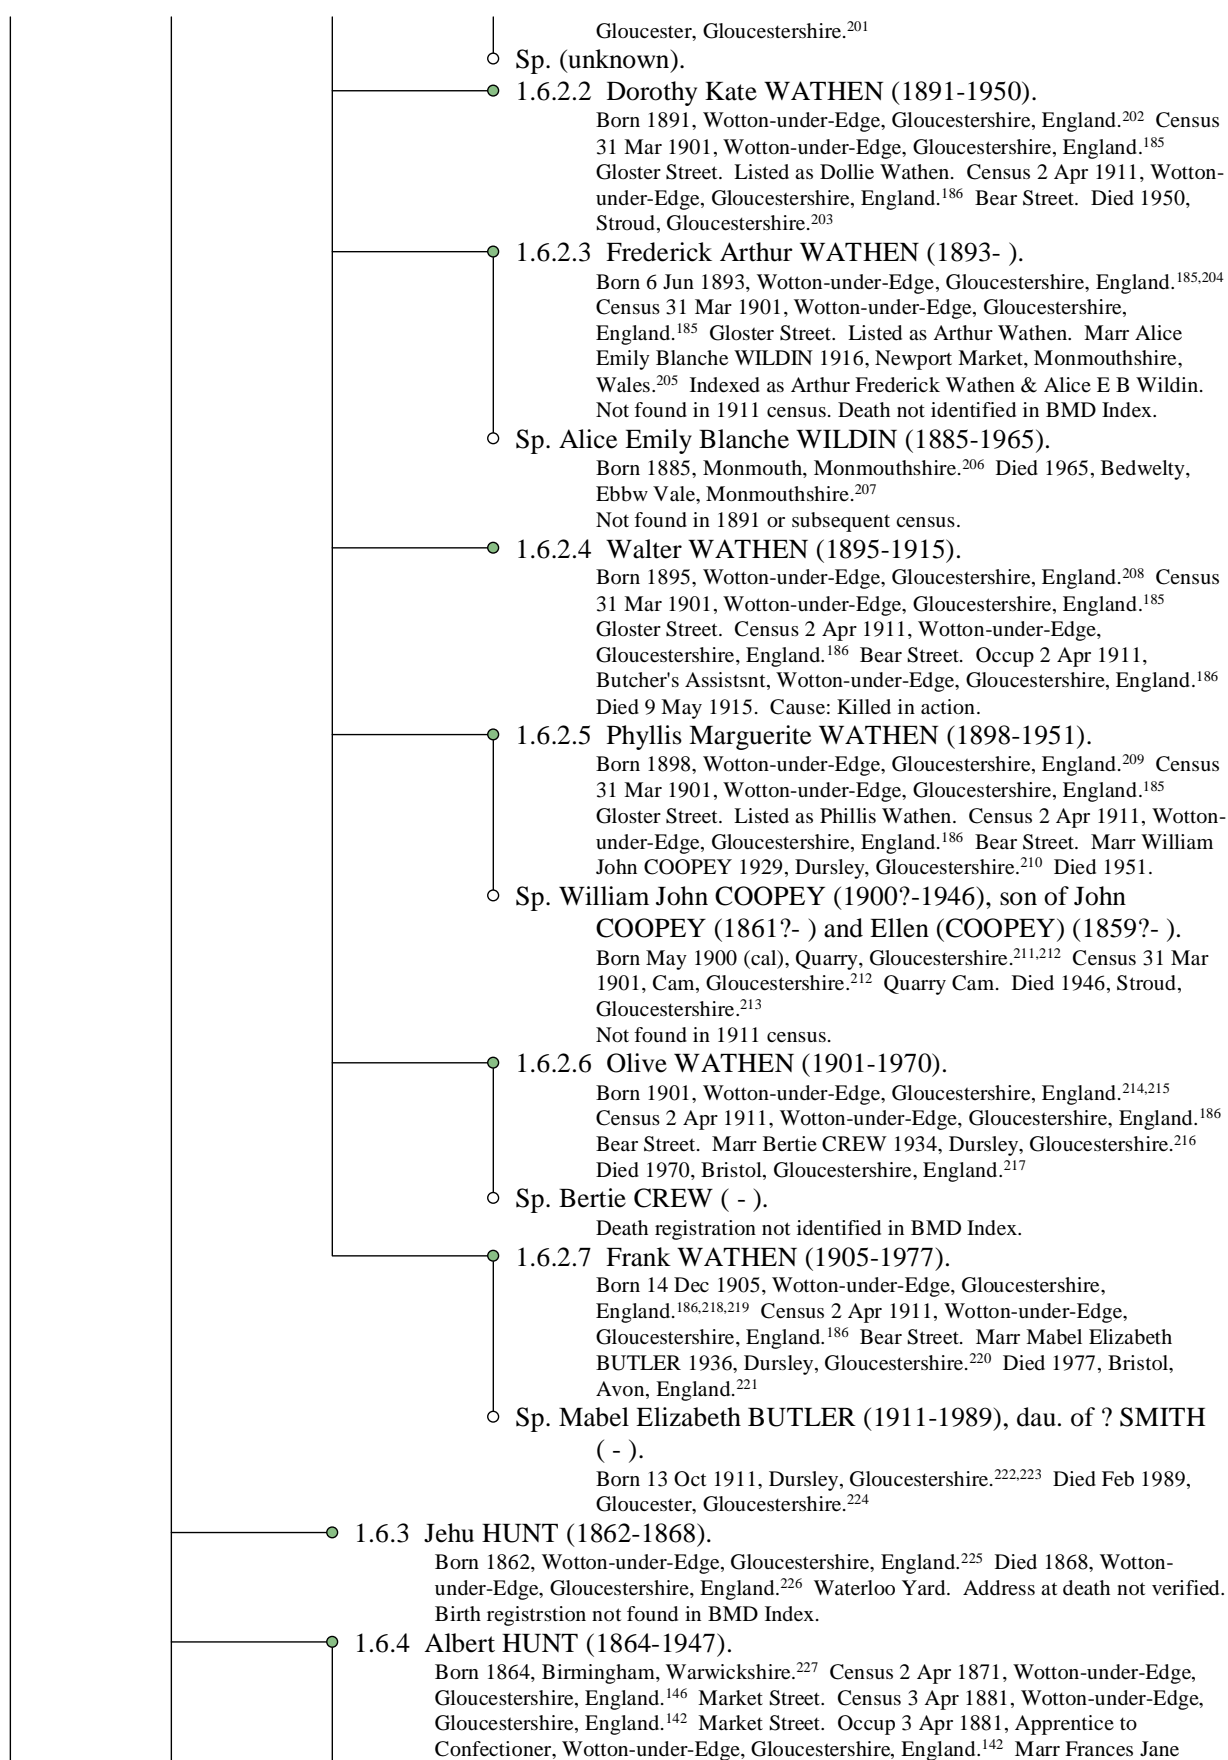 Gloucester, Gloucestershire.201
Sp. (unknown).
1.6.2.2 Dorothy Kate WATHEN (1891-1950).
Born 1891, Wotton-under-Edge, Gloucestershire, England.202 Census
31 Mar 1901, Wotton-under-Edge, Gloucestershire, England.185
Gloster Street. Listed as Dollie Wathen. Census 2 Apr 1911, Wotton-
under-Edge, Gloucestershire, England.186 Bear Street. Died 1950,
Stroud, Gloucestershire.203
1.6.2.3 Frederick Arthur WATHEN (1893- ).
Born 6 Jun 1893, Wotton-under-Edge, Gloucestershire, England.185,204
Census 31 Mar 1901, Wotton-under-Edge, Gloucestershire,
England.185 Gloster Street. Listed as Arthur Wathen. Marr Alice
Emily Blanche WILDIN 1916, Newport Market, Monmouthshire,
Wales.205 Indexed as Arthur Frederick Wathen & Alice E B Wildin.
Not found in 1911 census. Death not identified in BMD Index.
Sp. Alice Emily Blanche WILDIN (1885-1965).
Born 1885, Monmouth, Monmouthshire.206 Died 1965, Bedwelty,
Ebbw Vale, Monmouthshire.207
Not found in 1891 or subsequent census.
1.6.2.4 Walter WATHEN (1895-1915).
Born 1895, Wotton-under-Edge, Gloucestershire, England.208 Census
31 Mar 1901, Wotton-under-Edge, Gloucestershire, England.185
Gloster Street. Census 2 Apr 1911, Wotton-under-Edge,
Gloucestershire, England.186 Bear Street. Occup 2 Apr 1911,
Butcher's Assistsnt, Wotton-under-Edge, Gloucestershire, England.186
Died 9 May 1915. Cause: Killed in action.
1.6.2.5 Phyllis Marguerite WATHEN (1898-1951).
Born 1898, Wotton-under-Edge, Gloucestershire, England.209 Census
31 Mar 1901, Wotton-under-Edge, Gloucestershire, England.185
Gloster Street. Listed as Phillis Wathen. Census 2 Apr 1911, Wotton-
under-Edge, Gloucestershire, England.186 Bear Street. Marr William
John COOPEY 1929, Dursley, Gloucestershire.210 Died 1951.
Sp. William John COOPEY (1900?-1946), son of John
COOPEY (1861?- ) and Ellen (COOPEY) (1859?- ).
Born May 1900 (cal), Quarry, Gloucestershire.211,212 Census 31 Mar
1901, Cam, Gloucestershire.212 Quarry Cam. Died 1946, Stroud,
Gloucestershire.213
Not found in 1911 census.
1.6.2.6 Olive WATHEN (1901-1970).
Born 1901, Wotton-under-Edge, Gloucestershire, England.214,215
Census 2 Apr 1911, Wotton-under-Edge, Gloucestershire, England.186
Bear Street. Marr Bertie CREW 1934, Dursley, Gloucestershire.216
Died 1970, Bristol, Gloucestershire, England.217
Sp. Bertie CREW ( - ).
Death registration not identified in BMD Index.
1.6.2.7 Frank WATHEN (1905-1977).
Born 14 Dec 1905, Wotton-under-Edge, Gloucestershire,
England.186,218,219 Census 2 Apr 1911, Wotton-under-Edge,
Gloucestershire, England.186 Bear Street. Marr Mabel Elizabeth
BUTLER 1936, Dursley, Gloucestershire.220 Died 1977, Bristol,
Avon, England.221
Sp. Mabel Elizabeth BUTLER (1911-1989), dau. of ? SMITH
( - ).
Born 13 Oct 1911, Dursley, Gloucestershire.222,223 Died Feb 1989,
Gloucester, Gloucestershire.224
1.6.3 Jehu HUNT (1862-1868).
Born 1862, Wotton-under-Edge, Gloucestershire, England.225 Died 1868, Wotton-
under-Edge, Gloucestershire, England.226 Waterloo Yard. Address at death not verified.
Birth registrstion not found in BMD Index.
1.6.4 Albert HUNT (1864-1947).
Born 1864, Birmingham, Warwickshire.227 Census 2 Apr 1871, Wotton-under-Edge,
Gloucestershire, England.146 Market Street. Census 3 Apr 1881, Wotton-under-Edge,
Gloucestershire, England.142 Market Street. Occup 3 Apr 1881, Apprentice to
Confectioner, Wotton-under-Edge, Gloucestershire, England.142 Marr Frances Jane